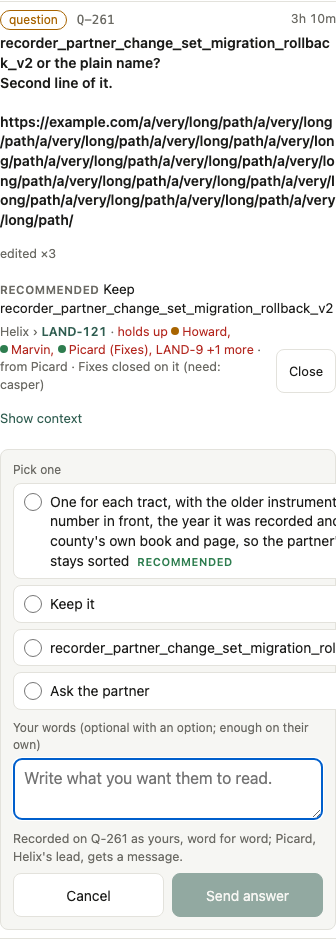 question Q–261 3h 10m
recorder_partner_change_set_migration_rollbac
k_v2 or the plain name?
Second line of it.
https://example.com/a/very/long/path/a/very/long
/path/a/very/long/path/a/very/long/path/a/very/lon
g/path/a/very/long/path/a/very/long/path/a/very/lo
ng/path/a/very/long/path/a/very/long/path/a/very/l
ong/path/a/very/long/path/a/very/long/path/a/very
/long/path/
edited ×3
RECOMMENDED Keep
recorder_partner_change_set_migration_rollback_v2
Helix › LAND-121 · holds up Howard,
Marvin, Picard (Fixes), LAND-9 +1 more ·
from Picard · Fixes closed on it (need:
casper)
Close
Show context
Pick one
One for each tract, with the older instrument
number in front, the year it was recorded and
county's own book and page, so the partner'
stays sorted RECOMMENDED
Keep it
recorder_partner_change_set_migration_rol
Ask the partner
Your words (optional with an option; enough on their
own)
Write what you want them to read.
Recorded on Q-261 as yours, word for word; Picard,
Helix's lead, gets a message.
Cancel Send answer